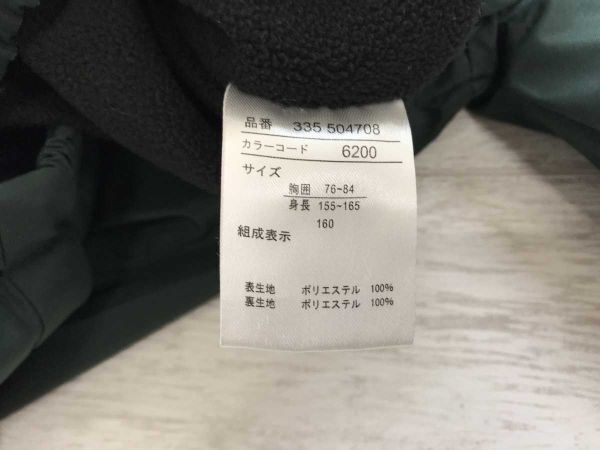 品番 335 504708
カラーコード 6200
サイズ
胸囲 76~84
身長 155~165
160
組成表示
表生地 ポリエステル 100%
裏生地 ポリエステル 100%